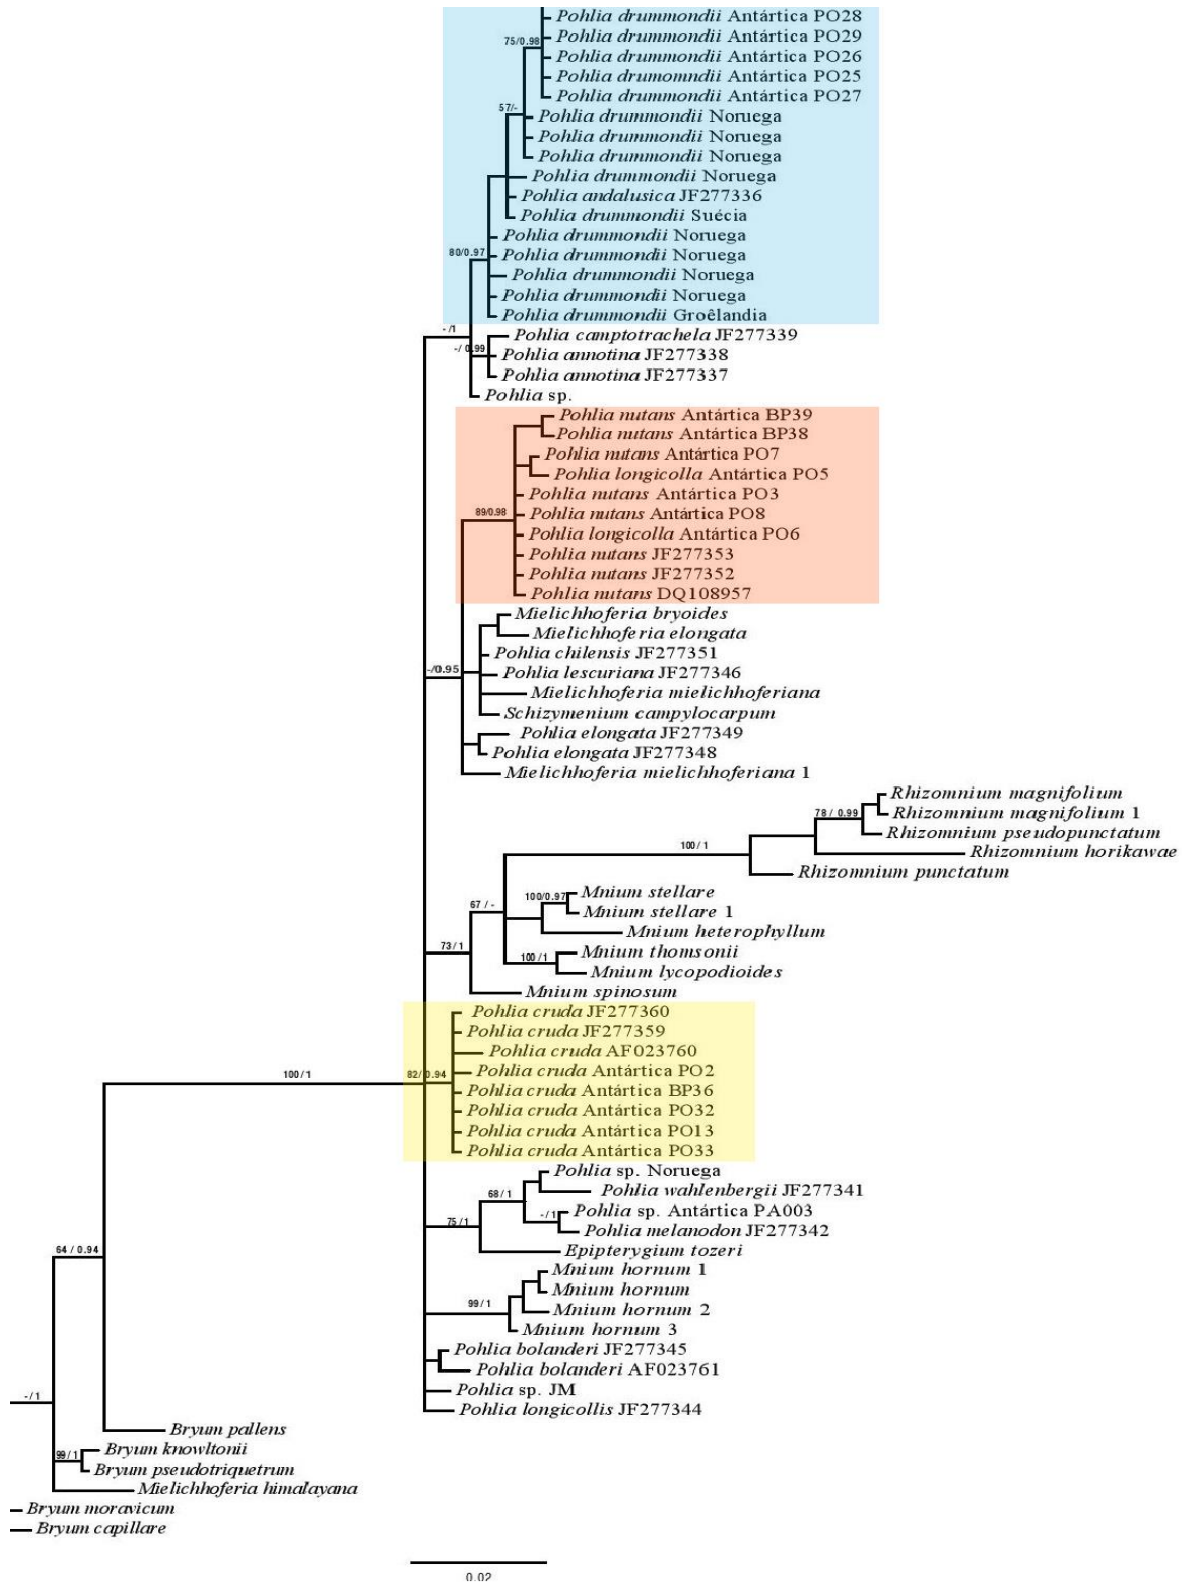 Pohlia drummondii Antártica PO28
75/0.98
Pohlia drummondii Antártica PO29
Pohlia drummondii Antártica PO26
Pohlia drumomndii Antártica PO25
Pohlia drummondii Antártica PO27
57/-
Pohlia drummondii Noruega
Pohlia drummondii Noruega
Pohlia drummondii Noruega
Pohlia drummondii Noruega
Pohlia andalusica JF277336
Pohlia drummondii Suécia
Pohlia drummondii Noruega
80/0.97
Pohlia drummondii Noruega
Pohlia drummondii Noruega
Pohlia drummondii Noruega
Pohlia drummondii Groêlandia
-/1
Pohlia camptotrachela JF277339
-/0.99
Pohlia annotina JF277338
Pohlia annotina JF277337
Pohlia sp.
Pohlia nutans Antártica BP39
Pohlia nutans Antártica BP38
Pohlia nutans Antártica PO7
Pohlia longicolla Antártica PO5
Pohlia nutans Antártica PO3
89/0.98
Pohlia nutans Antártica PO8
Pohlia longicolla Antártica PO6
Pohlia nutans JF277353
Pohlia nutans JF277352
Pohlia nutans DQ108957
Mielichhoferia bryoides
Mielichhoferia elongata
Pohlia chilensis JF277351
-/0.95
Pohlia lescuriana JF277346
Mielichhoferia mielichhoferiana
Schizymenium campylocarpum
Pohlia elongata JF277349
Pohlia elongata JF277348
Mielichhoferia mielichhoferiana 1
Rhizomnium magnifolium
78/ 0.99
Rhizomnium magnifolium 1
Rhizomnium pseudopunctatum
100/ 1
Rhizomnium horikawae
Rhizomnium punctatum
Mnium stellare
100/0.97
Mnium stellare 1
67 / -
Mnium heterophyllum
73/ 1
Mnium thomsonii
100/ 1
Mnium lycopodioides
Mnium spinosum
Pohlia cruda JF277360
Pohlia cruda JF277359
Pohlia cruda AF023760
100/1
82/0.94
Pohlia cruda Antártica PO2
Pohlia cruda Antártica BP36
Pohlia cruda Antártica PO32
Pohlia cruda Antártica PO13
Pohlia cruda Antártica PO33
Pohlia sp. Noruega
68/ 1
Pohlia wahlenbergii JF277341
-/ 1
Pohlia sp. Antártica PA003
75/1
Pohlia melanodon JF277342
Epipterygium tozeri
64 / 0.94
Mnium hornum 1
Mnium hornum
99/ 1
Mnium hornum 2
Mnium hornum 3
Pohlia bolanderi JF277345
Pohlia bolanderi AF023761
Pohlia sp. JM
-/ 1
Pohlia longicollis JF277344
Bryum pallens
99/ 1
Bryum knowltonii
Bryum pseudotriquetrum
Mielichhoferia himalayana
Bryum moravicum
Bryum capillare
0.02